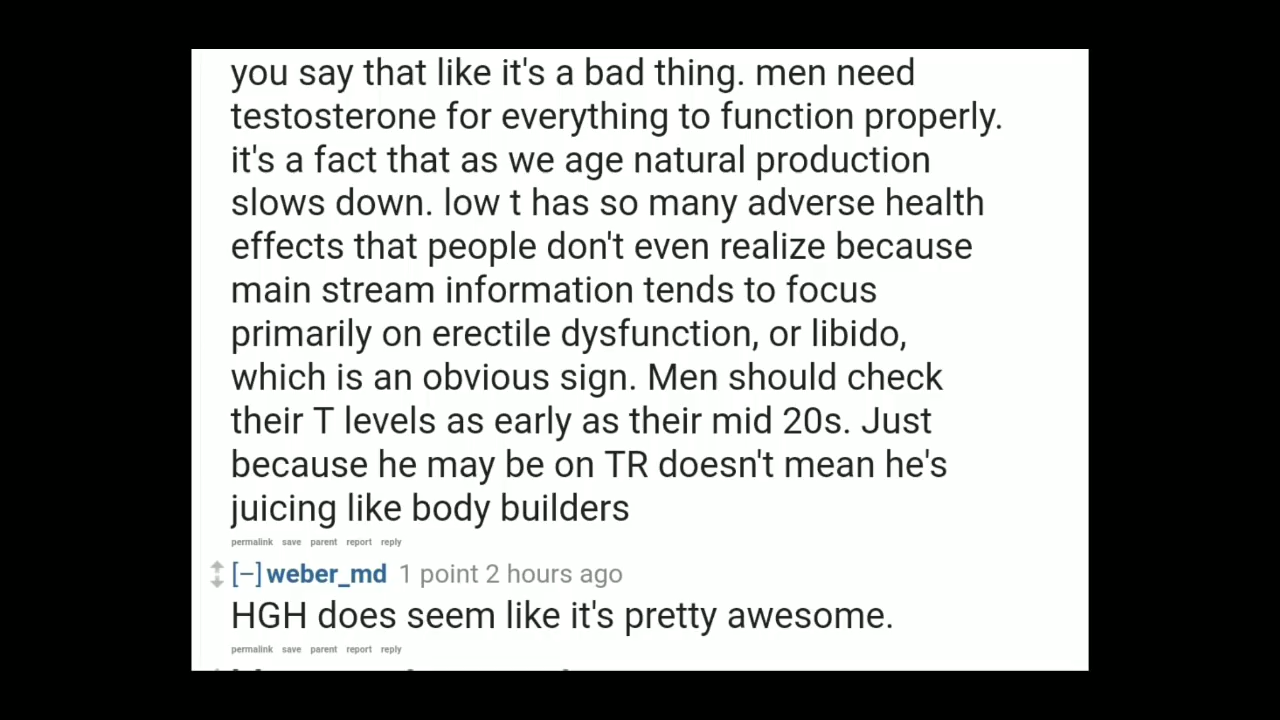 you say that like it's a bad thing. men need
testosterone for everything to function properly.
it's a fact that as we age natural production
slows down. low t has so many adverse health
effects that people don't even realize because
main stream information tends to focus
primarily on erectile dysfunction, or libido,
which is an obvious sign. Men should check
their T levels as early as their mid 20s. Just
because he may be on TR doesn't mean he's
juicing like body builders
permalink save parent report reply
[–] weber_md 1 point 2 hours ago
HGH does seem like it's pretty awesome.
permalink save parent report reply